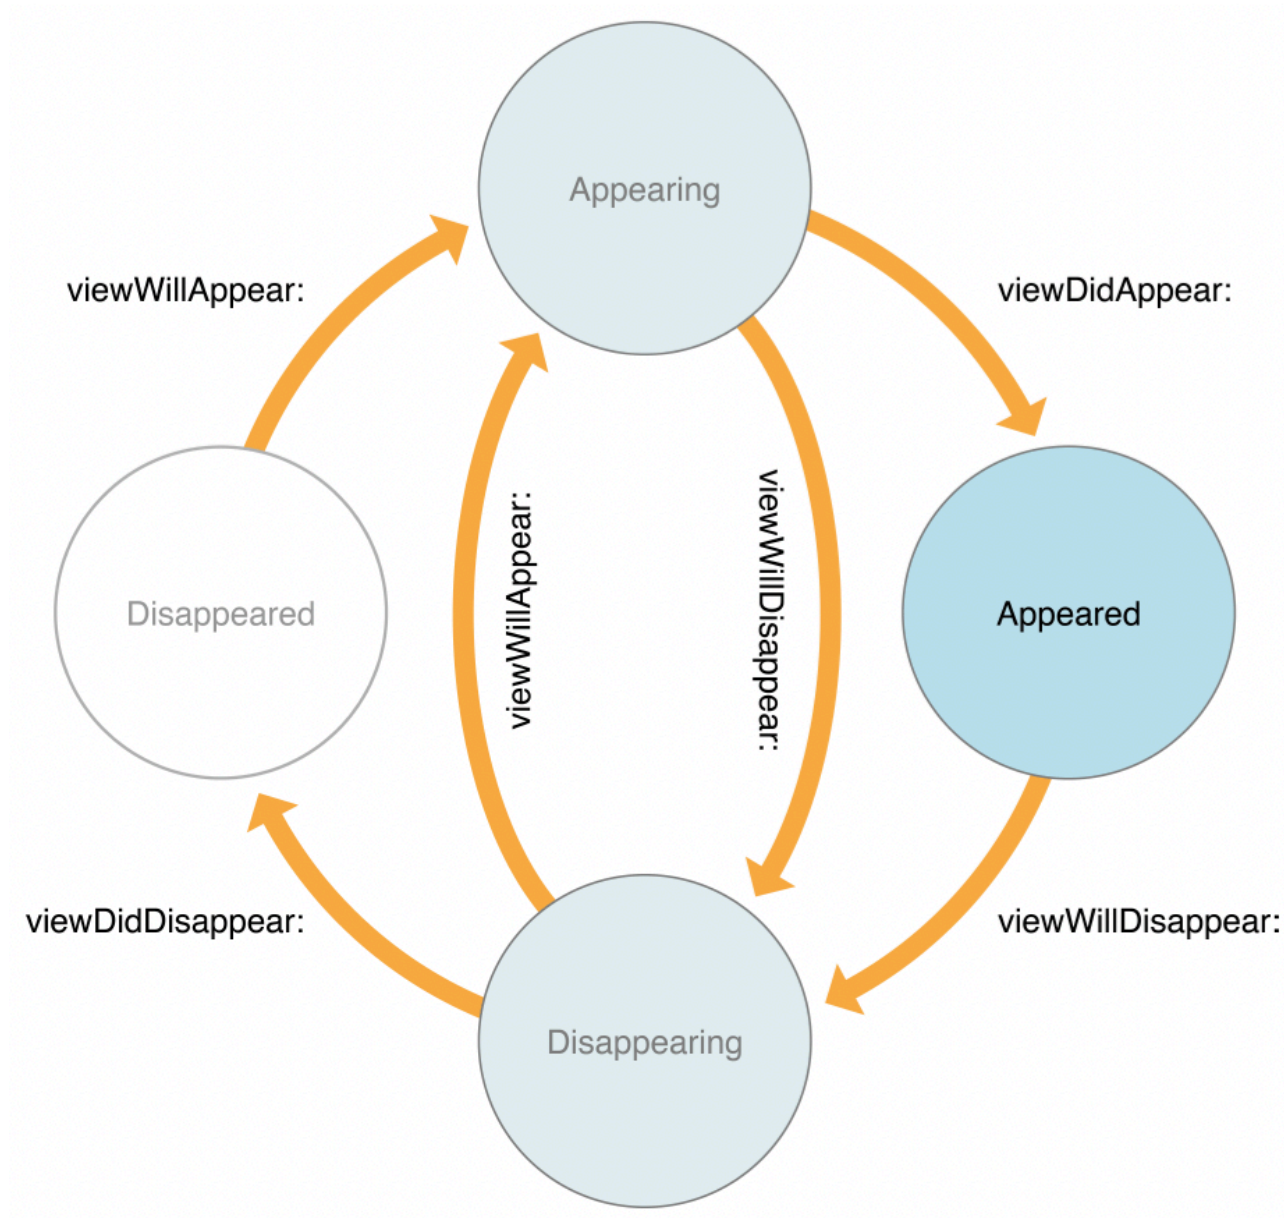 Appearing
viewWillAppear:
viewDidAppear:
viewWillAppear:
viewWillDisappear:
Disappeared
Appeared
viewDidDisappear:
viewWillDisappear:
Disappearing